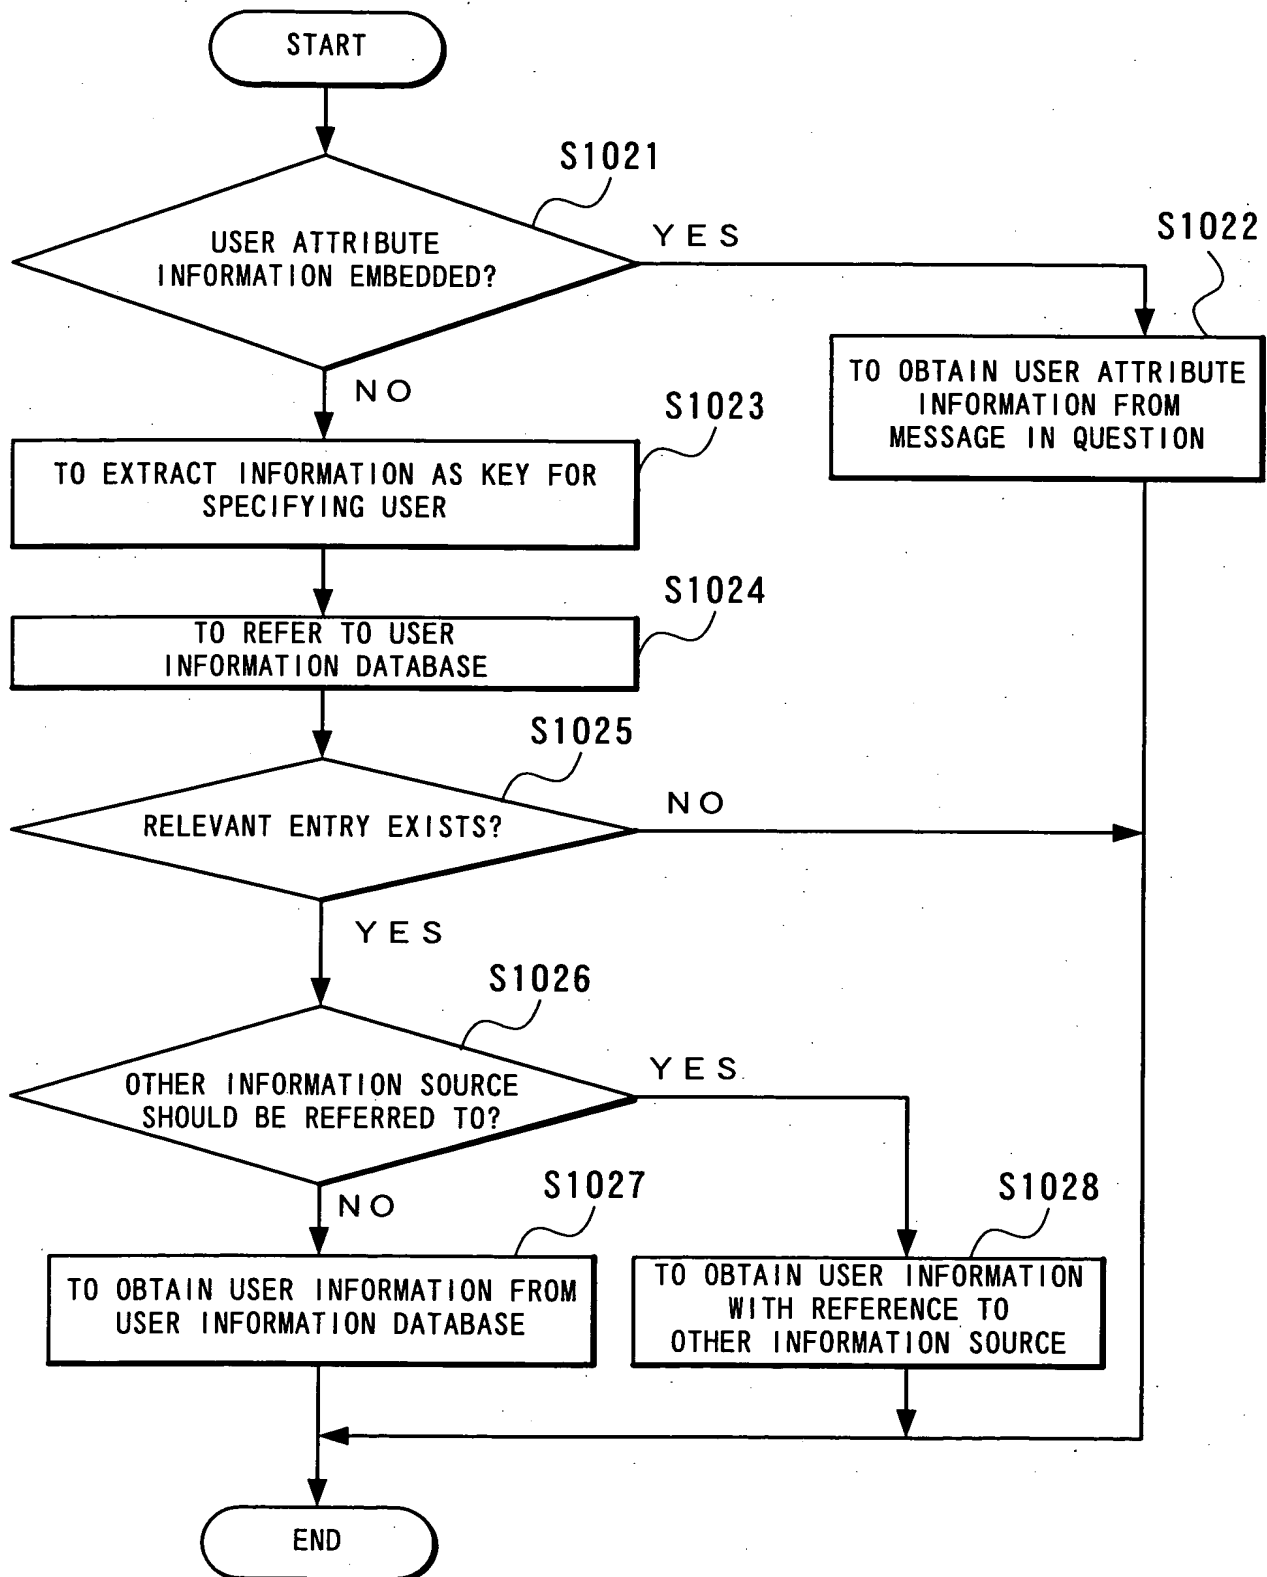 START
S1021
USER ATTRIBUTE
INFORMATION EMBEDDED?
YES
S1022
TO OBTAIN USER ATTRIBUTE
INFORMATION FROM
MESSAGE IN QUESTION
NO
S1023
TO EXTRACT INFORMATION AS KEY FOR
SPECIFYING USER
S1024
TO REFER TO USER
INFORMATION DATABASE
S1025
RELEVANT ENTRY EXISTS?
NO
YES
S1026
OTHER INFORMATION SOURCE
SHOULD BE REFERRED TO?
YES
NO
S1027
TO OBTAIN USER INFORMATION FROM
USER INFORMATION DATABASE
S1028
TO OBTAIN USER INFORMATION
WITH REFERENCE TO
OTHER INFORMATION SOURCE
END